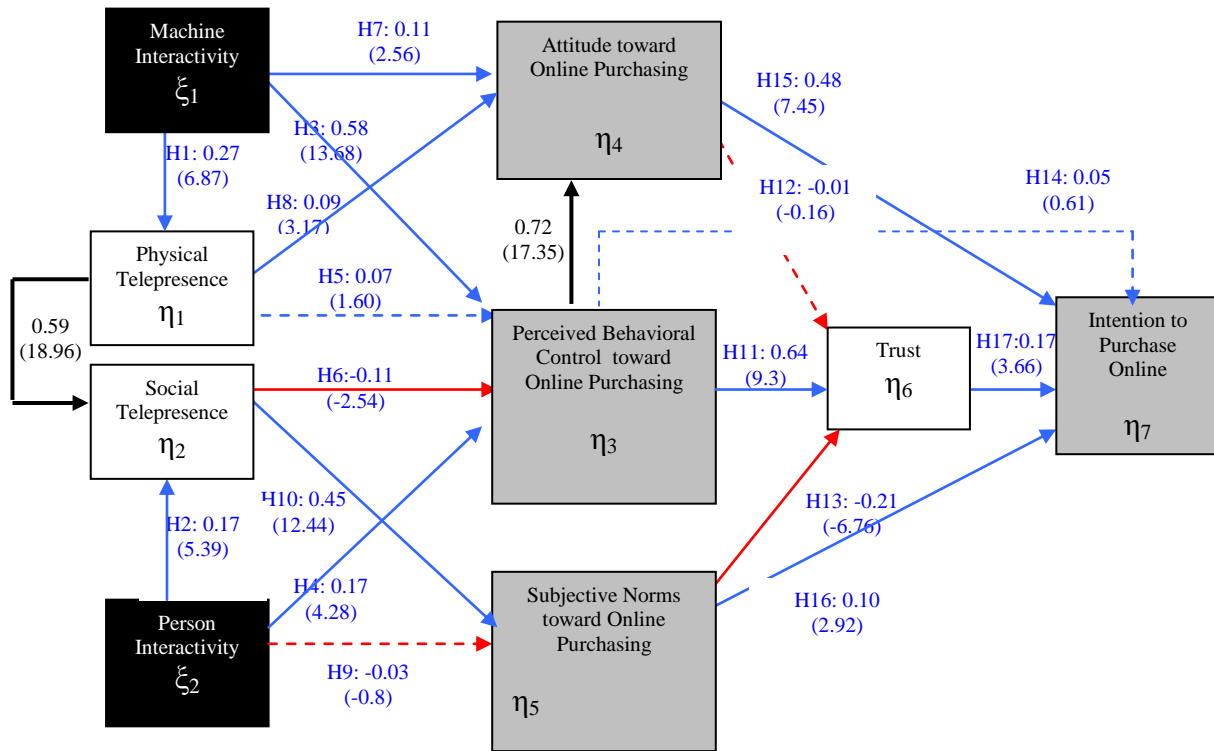 Machine
Interactivity
ξ1
H7: 0.11
(2.56)
Attitude toward
Online Purchasing
η4
H15: 0.48
(7.45)
H3: 0.58
(13.68)
H1: 0.27
(6.87)
H8: 0.09
(3.17)
H12: -0.01
(-0.16)
H14: 0.05
(0.61)
0.72
(17.35)
Physical
Telepresence
η1
H5: 0.07
(1.60)
0.59
(18.96)
Perceived Behavioral
Control toward
Online Purchasing
η3
H11: 0.64
(9.3)
Trust
η6
H17:0.17
(3.66)
Intention to
Purchase
Online
η7
Social
Telepresence
η2
H6:-0.11
(-2.54)
H10: 0.45
(12.44)
H2: 0.17
(5.39)
H13: -0.21
(-6.76)
H4: 0.17
(4.28)
Subjective Norms
toward Online
Purchasing
η5
H16: 0.10
(2.92)
Person
Interactivity
ξ2
H9: -0.03
(-0.8)